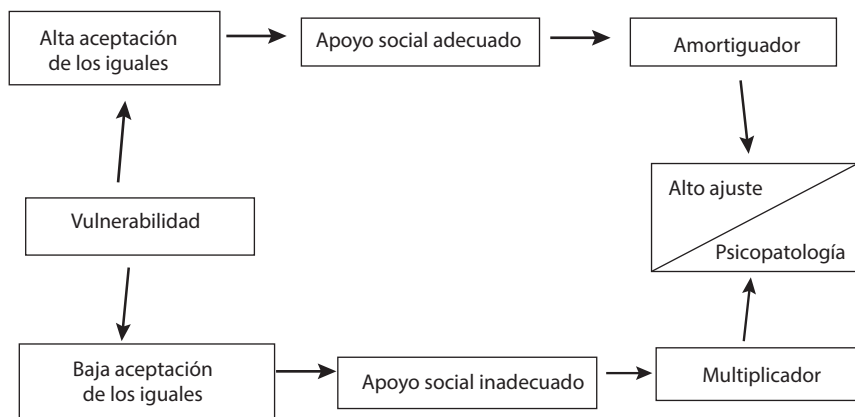 Alta aceptación
de los iguales
Apoyo social adecuado
Amortiguador
Alto ajuste
Vulnerabilidad
Psicopatología
Baja aceptación
de los iguales
Apoyo social inadecuado
Multiplicador